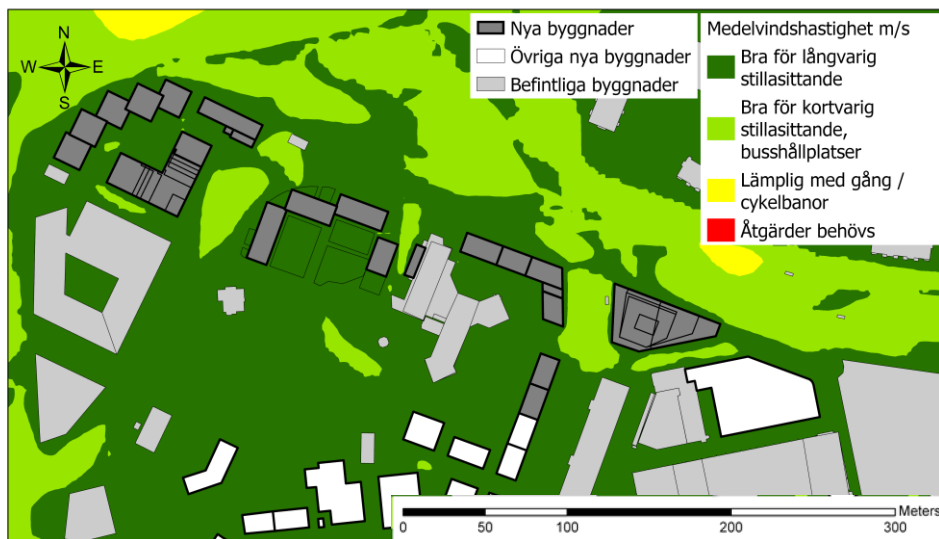 N
W E
S
Nya byggnader
Övriga nya byggnader
Befintliga byggnader
Medelvindshastighet m/s
Bra för långvarig
stillasittande
Bra för kortvarig
stillasittande,
busshållplatser
Lämplig med gång /
cykelbanor
Åtgärder behövs
Meters
0 50 100 200 300